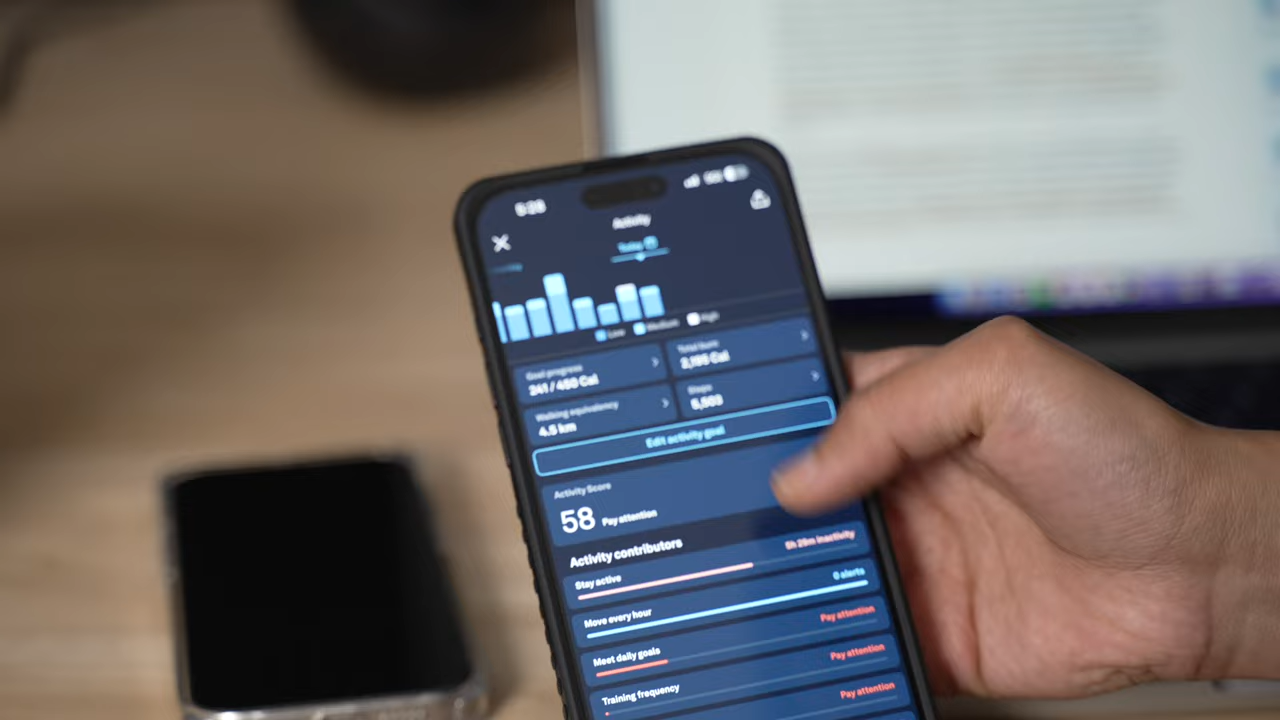 Activity
Today
Low Medium High
Goal progress
241 / 450 Cal
Total burn
2,195 Cal
Walking equivalency
4.5 km
Steps
5,503
Edit activity goal
Activity Score
58 Pay attention
Activity contributors
Stay active 5h 29m inactivity
Move every hour 0 alerts
Meet daily goals Pay attention
Training frequency Pay attention
Pay attention